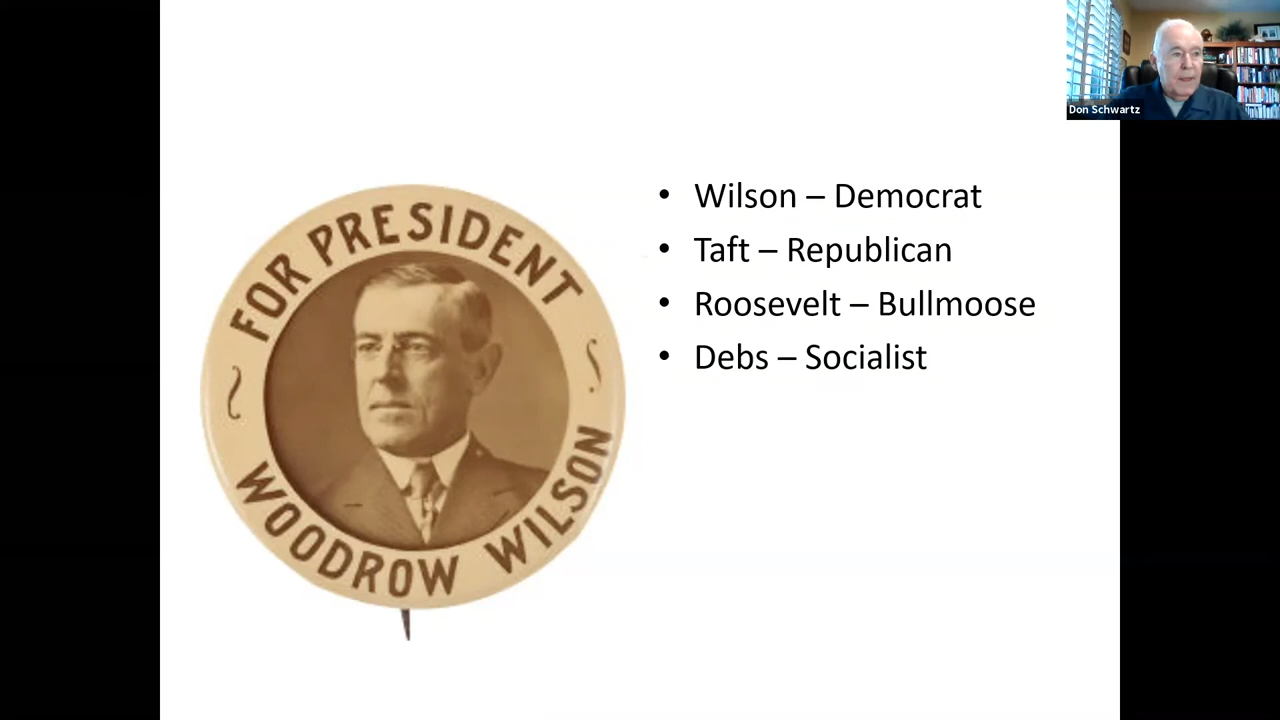 Don Schwartz
FOR PRESIDENT
WOODROW WILSON
• Wilson – Democrat
• Taft – Republican
• Roosevelt – Bullmoose
• Debs – Socialist